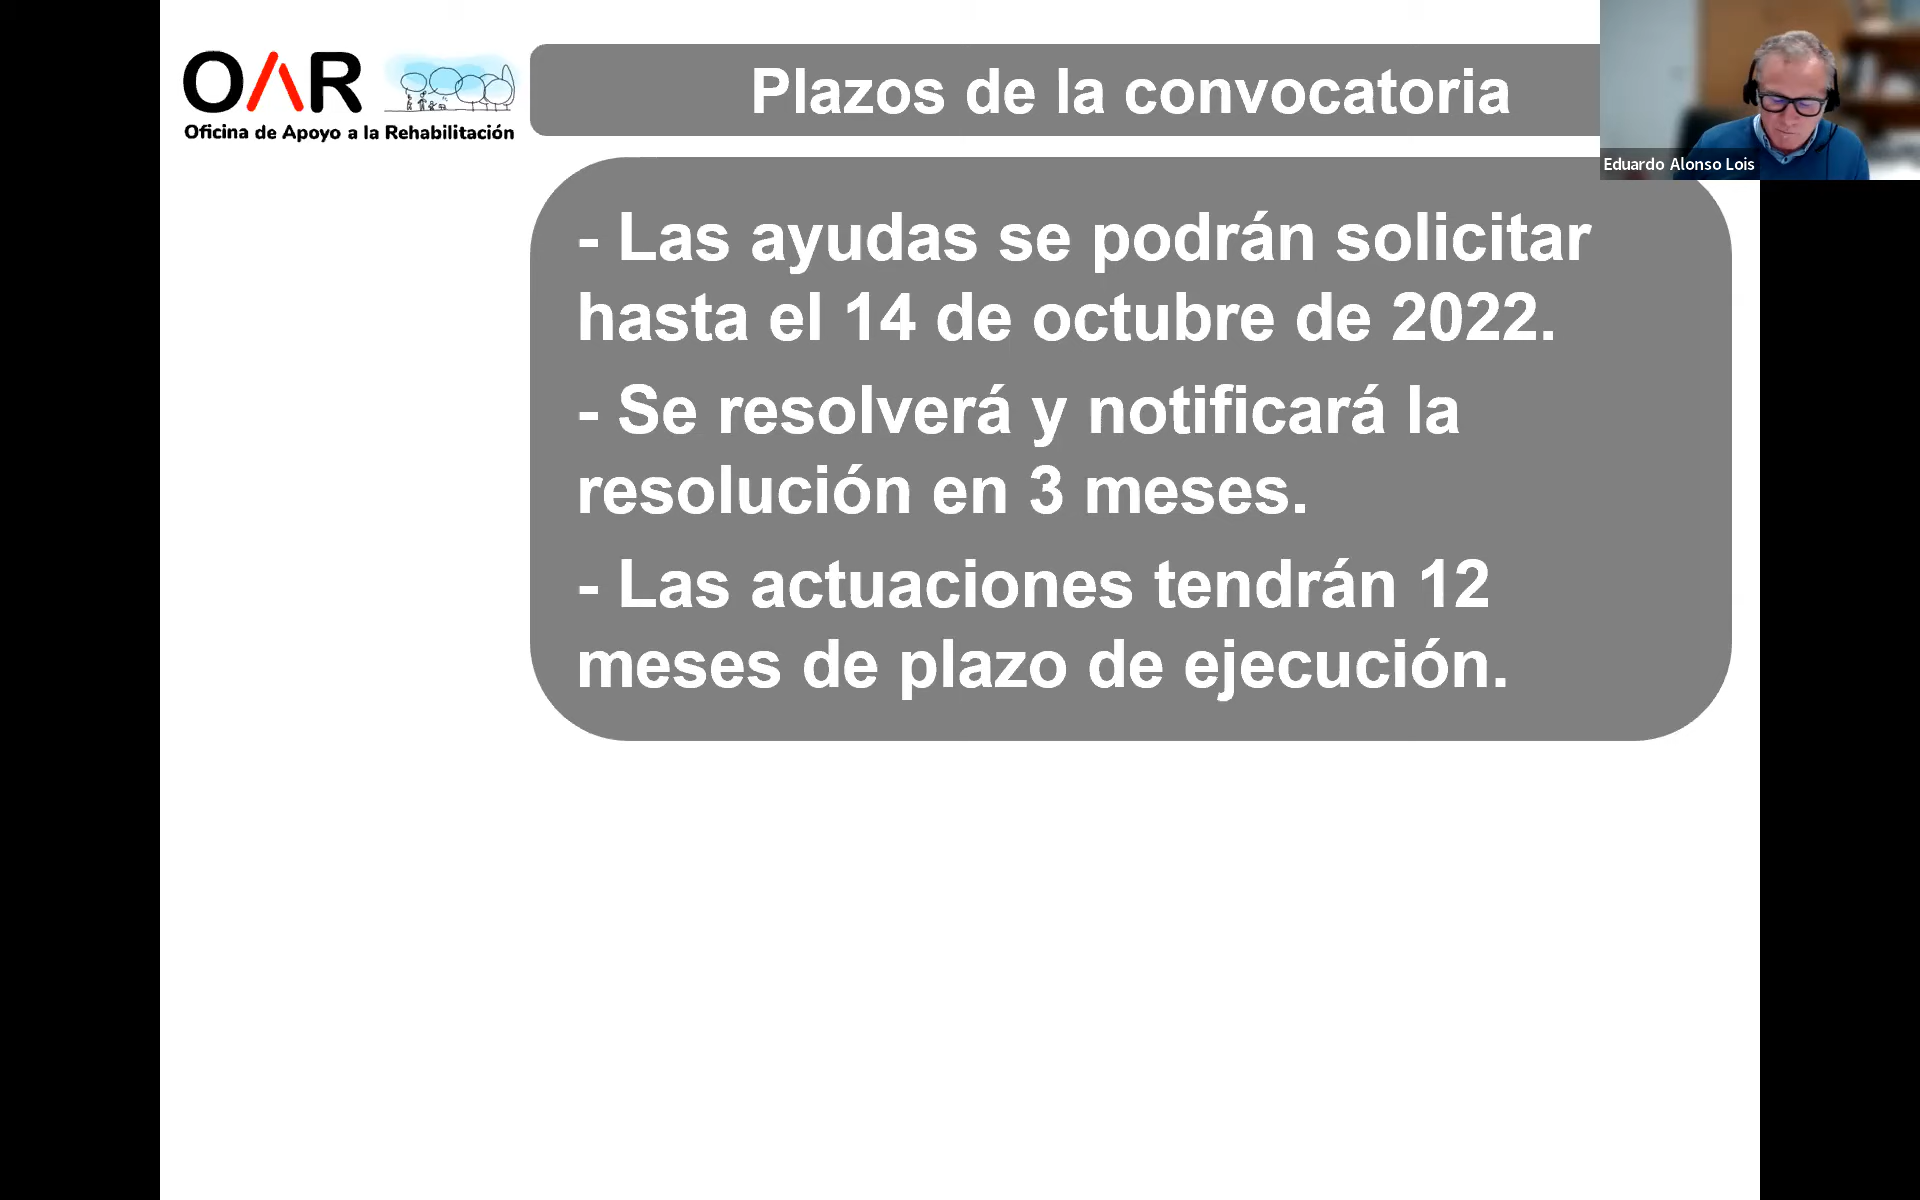 OAR
Oficina de Apoyo a la Rehabilitación
Plazos de la convocatoria
Eduardo Alonso Lois
- Las ayudas se podrán solicitar
hasta el 14 de octubre de 2022.
- Se resolverá y notificará la
resolución en 3 meses.
- Las actuaciones tendrán 12
meses de plazo de ejecución.